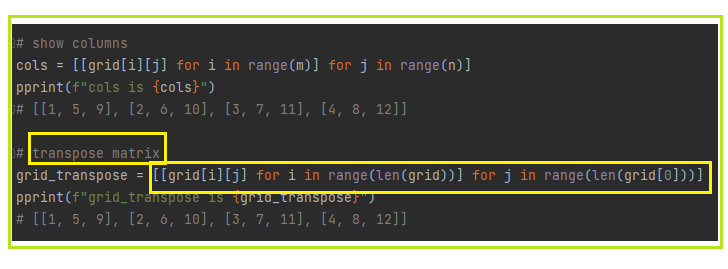 # show columns
cols = [[grid[i][j] for i in range(m)] for j in range(n)]
pprint(f"cols is {cols}")
# [[1, 5, 9], [2, 6, 10], [3, 7, 11], [4, 8, 12]]
# transpose matrix
grid_transpose = [[grid[i][j] for i in range(len(grid))] for j in range(len(grid[0]))]
pprint(f"grid_transpose is {grid_transpose}")
# [[1, 5, 9], [2, 6, 10], [3, 7, 11], [4, 8, 12]]